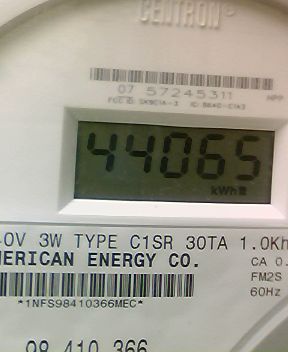 CENTRON®
07 57245311
44065
kWh
0V 3W TYPE C1SR 30TA 1.0Kh
MERICAN ENERGY CO.
CA 0.
FM2S
*1NFS98410366MEC*
60Hz
98 410 366